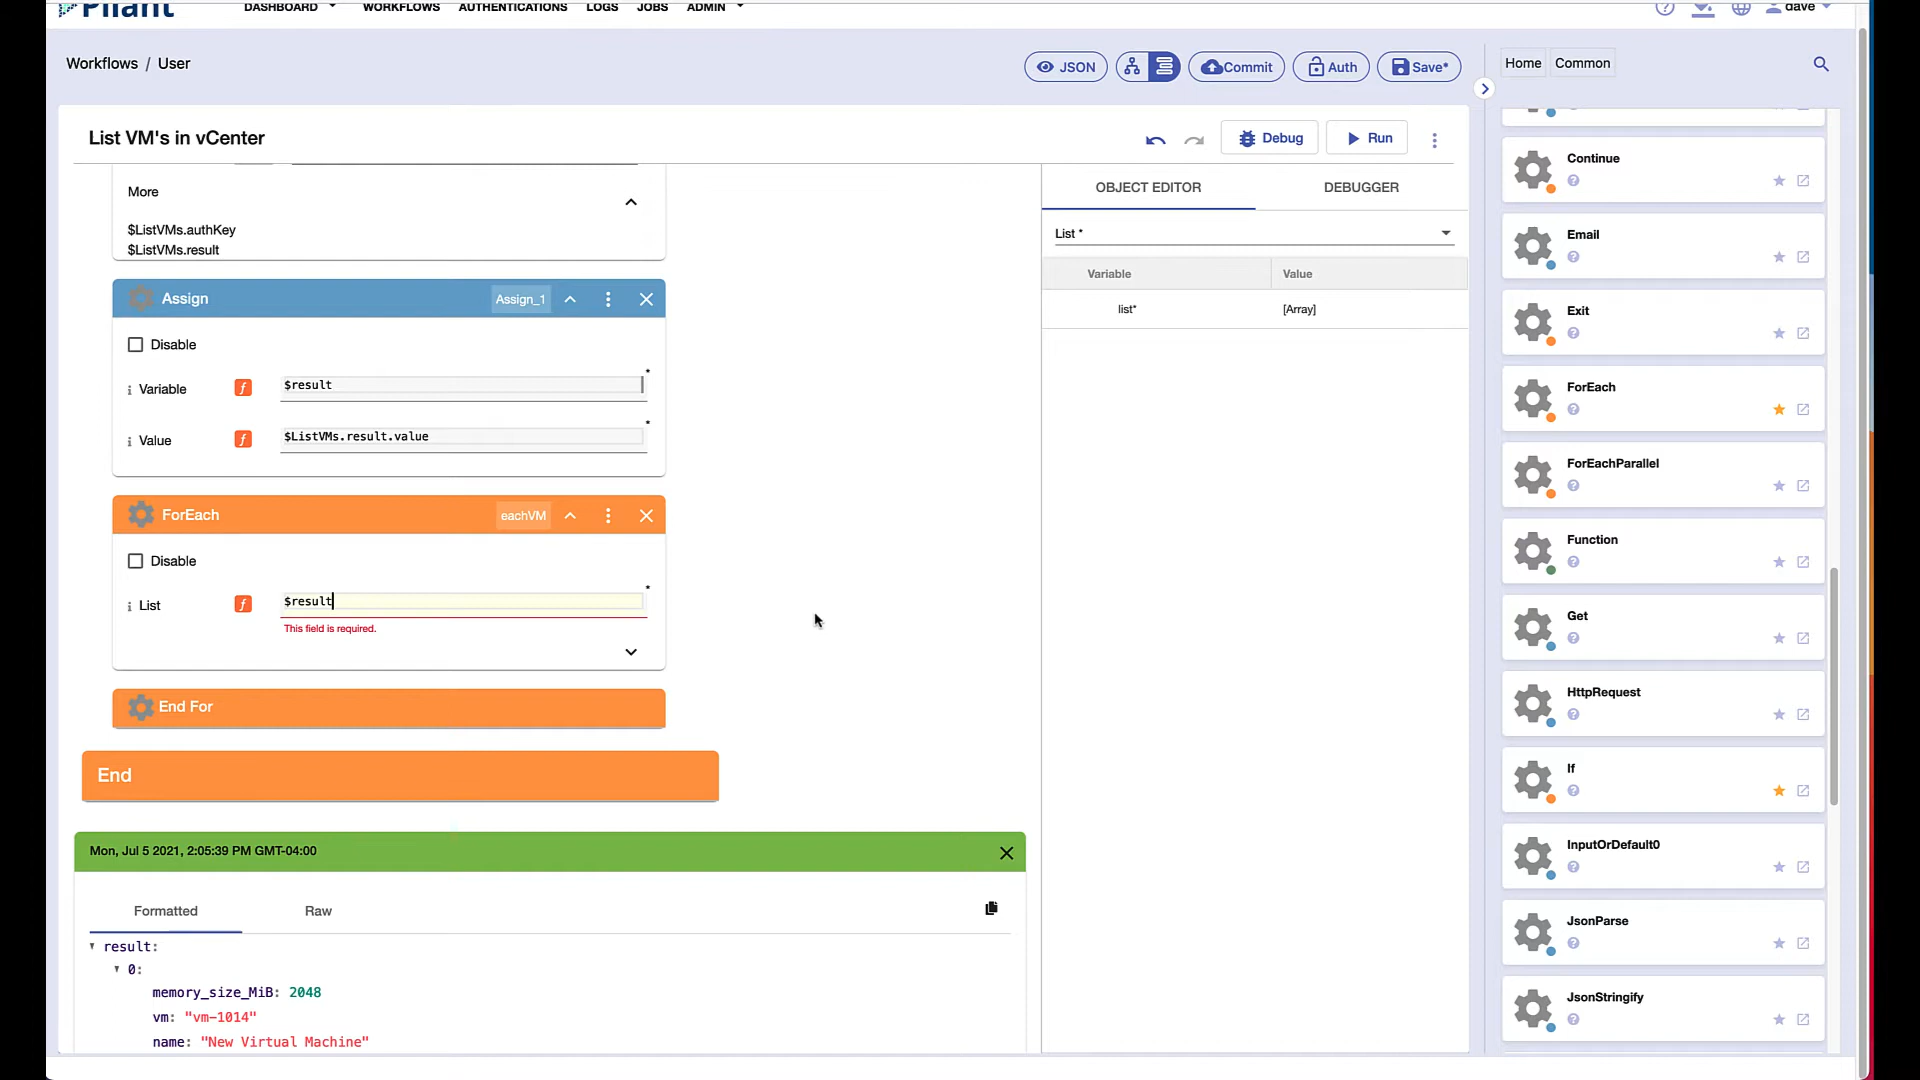 Pliant
DASHBOARD
WORKFLOWS
AUTHENTICATIONS
LOGS
JOBS
ADMIN
dave
Workflows / User
JSON
Commit
Auth
Save*
Home
Common
List VM's in vCenter
Debug
Run
More
$ListVMs.authKey
$ListVMs.result
Assign
Assign_1
Disable
Variable
$result
*
Value
$ListVMs.result.value
*
ForEach
eachVM
Disable
List
$result
*
This field is required.
End For
End
Mon, Jul 5 2021, 2:05:39 PM GMT-04:00
Formatted
Raw
result:
0:
memory_size_MiB: 2048
vm: "vm-1014"
name: "New Virtual Machine"
OBJECT EDITOR
DEBUGGER
List *
Variable
Value
list*
[Array]
Continue
Email
Exit
ForEach
ForEachParallel
Function
Get
HttpRequest
If
InputOrDefault0
JsonParse
JsonStringify